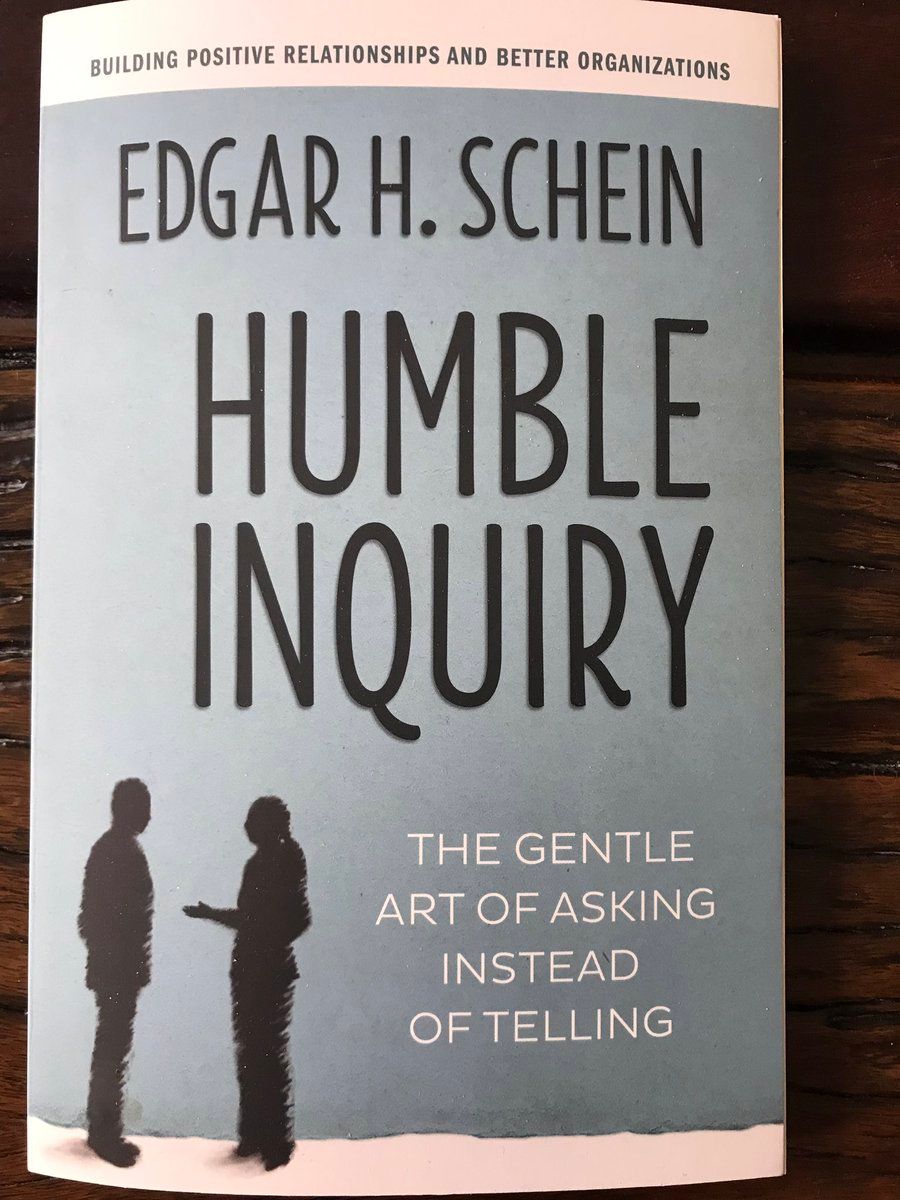 BUILDING POSITIVE RELATIONSHIPS AND BETTER ORGANIZATIONS
EDGAR H. SCHEIN
HUMBLE
INQUIRY
THE GENTLE
ART OF ASKING
INSTEAD
OF TELLING